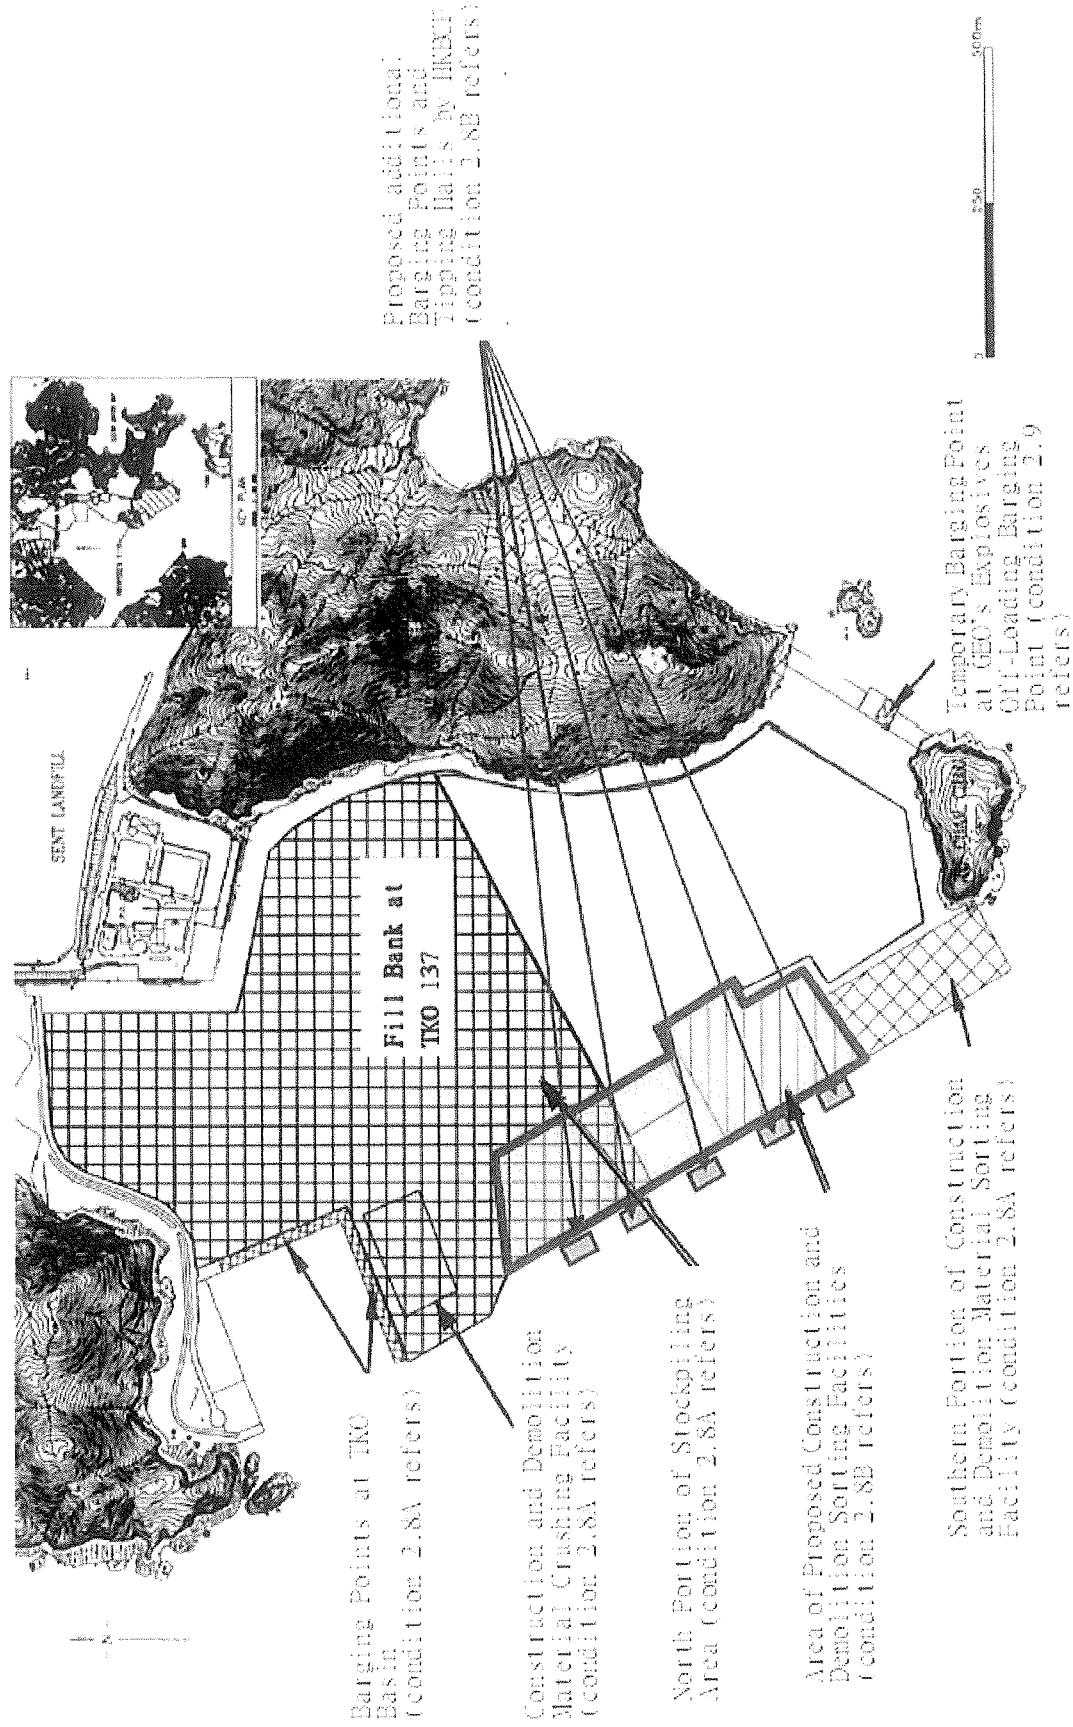 Proposed additional
Barging Points and
Tipping Halls by HKBCF
(condition 2.8B refers)
500m
250
0
KEY PLAN
SENT LANDFILL
Fill Bank at
TKO 137
Temporary Barging Point
at GEO's Explosives
Off-Loading Barging
Point (condition 2.9
refers)
Barging Points at TKO
Basin
(condition 2.8A refers)
Construction and Demolition
Material Crushing Facility
(condition 2.8A refers)
North Portion of Stockpiling
Area (condition 2.8A refers)
Area of Proposed Construction and
Demolition Sorting Facilities
(condition 2.8B refers)
Southern Portion of Construction
and Demolition Material Sorting
Facility (condition 2.8A refers)
N